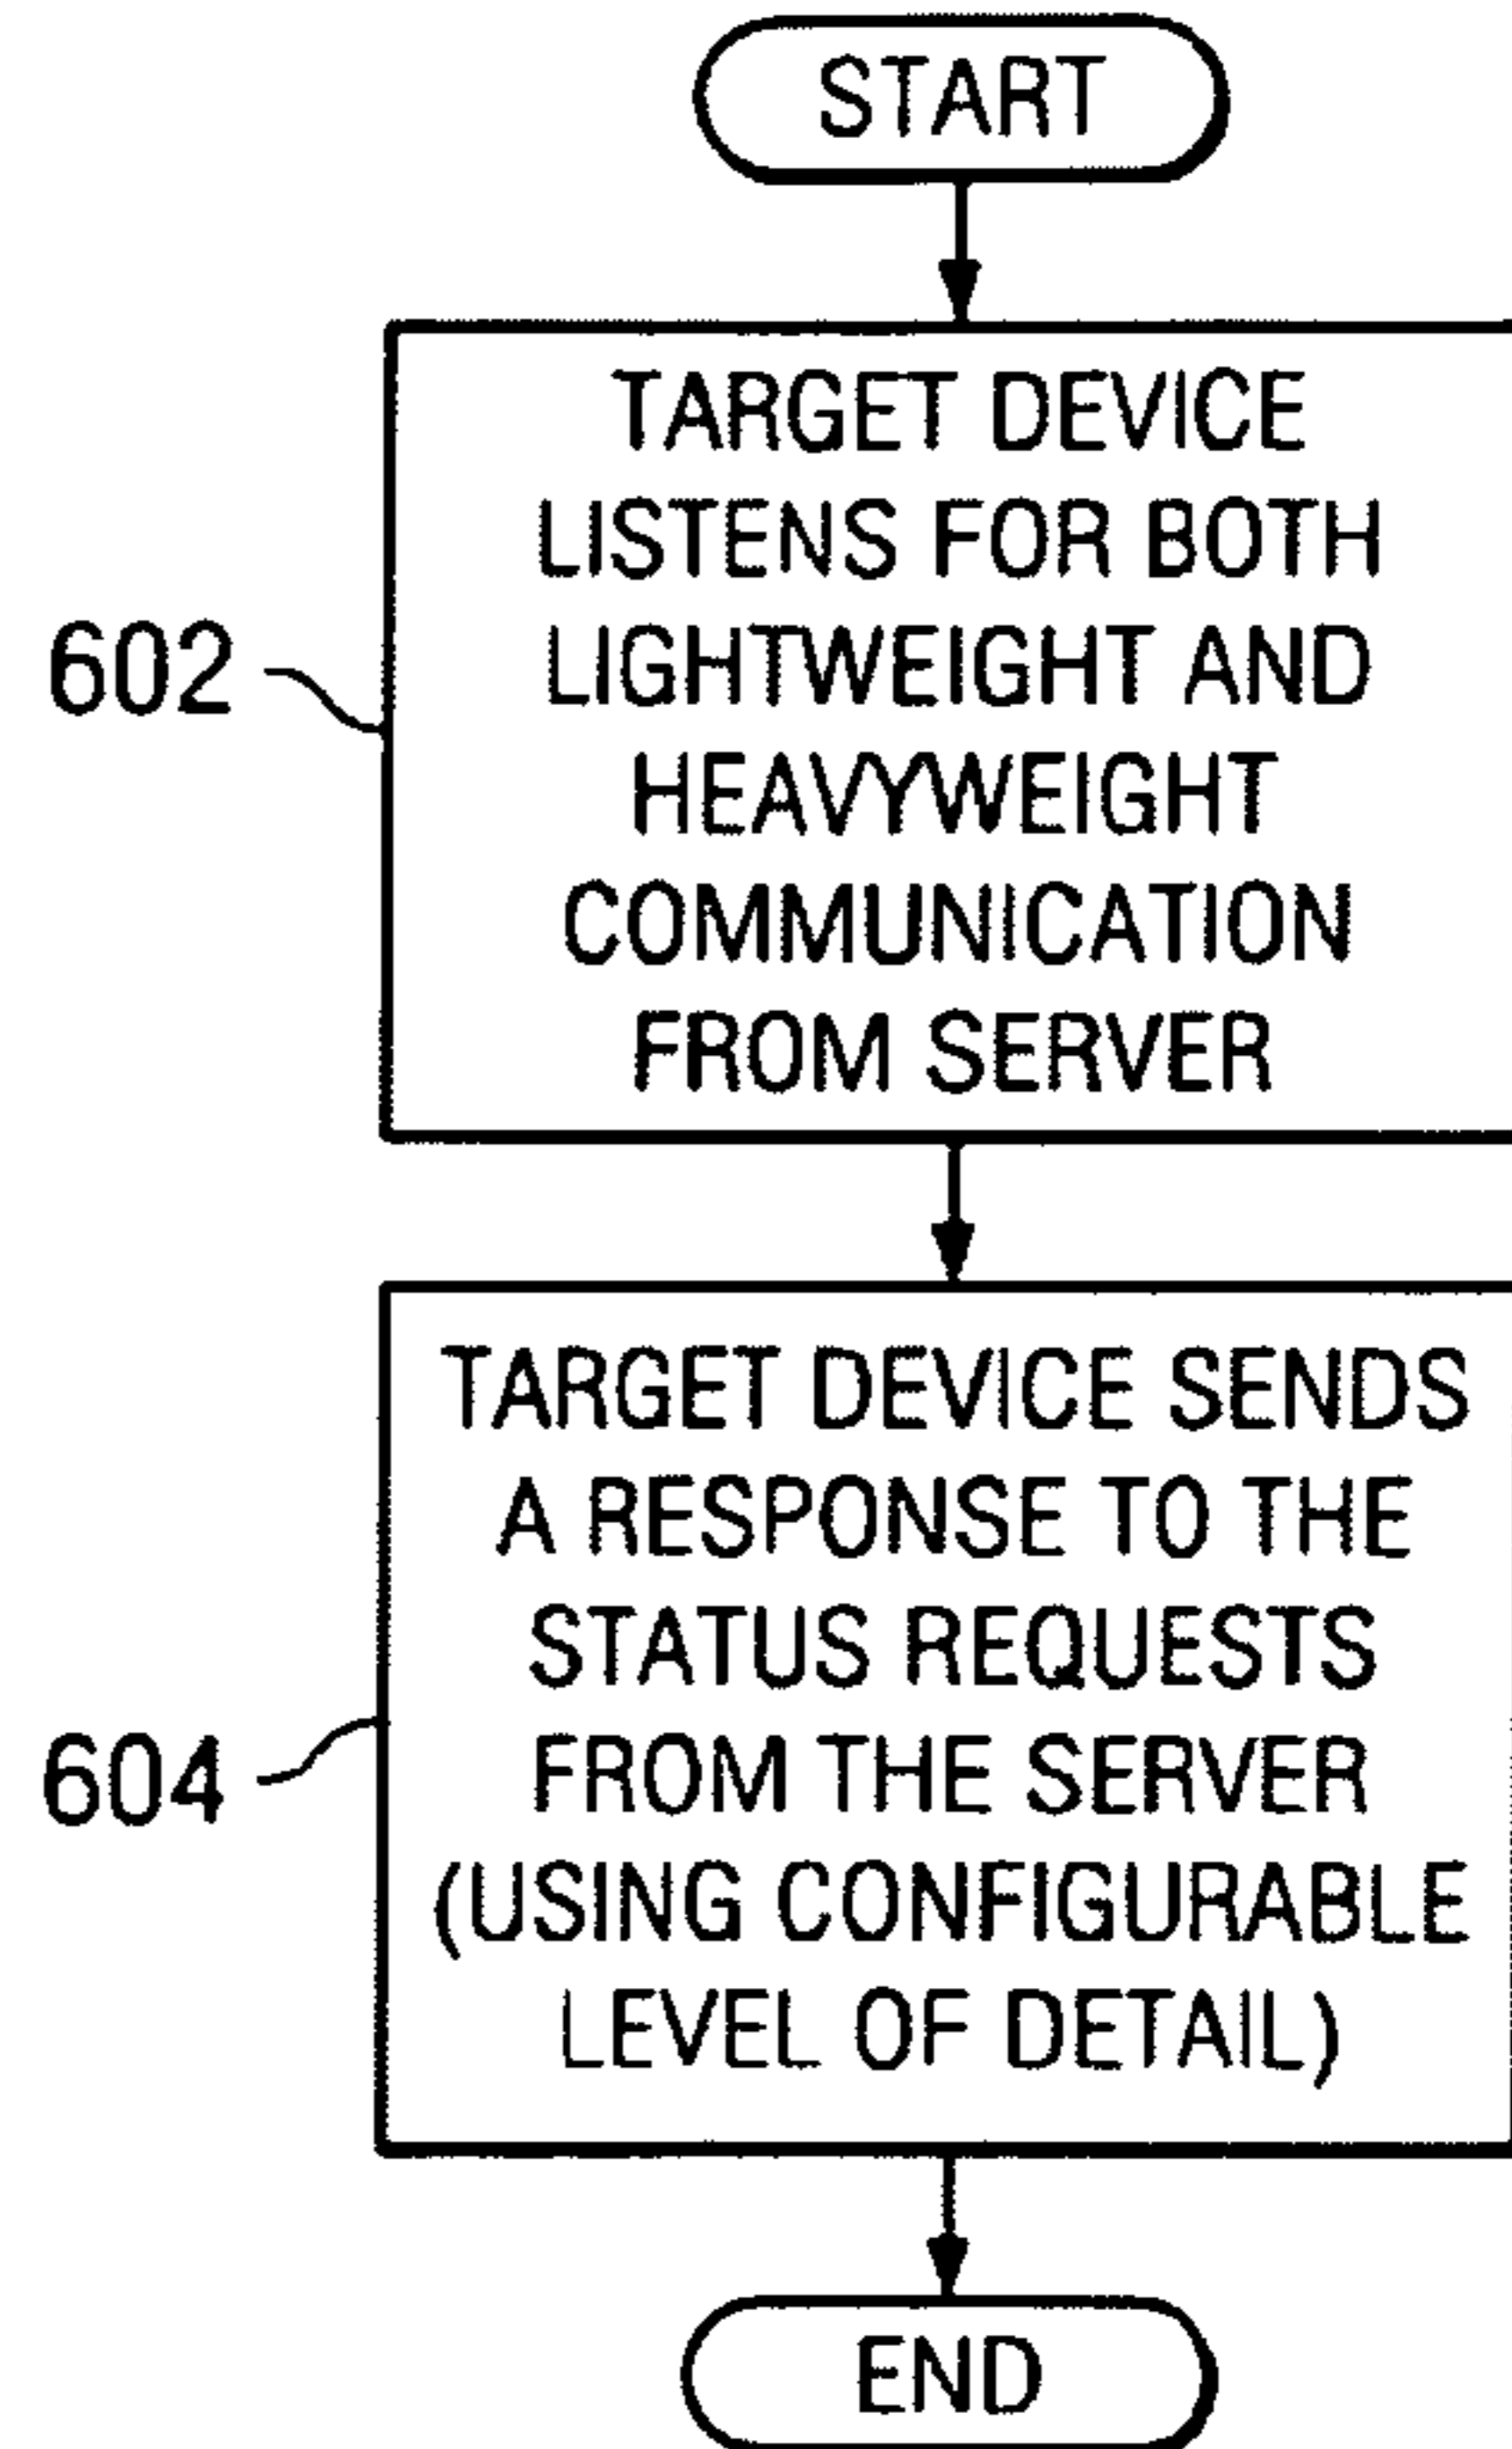 START
TARGET DEVICE
LISTENS FOR BOTH
LIGHTWEIGHT AND
HEAVYWEIGHT
COMMUNICATION
FROM SERVER
602
TARGET DEVICE SENDS
A RESPONSE TO THE
STATUS REQUESTS
FROM THE SERVER
(USING CONFIGURABLE
LEVEL OF DETAIL)
604
END